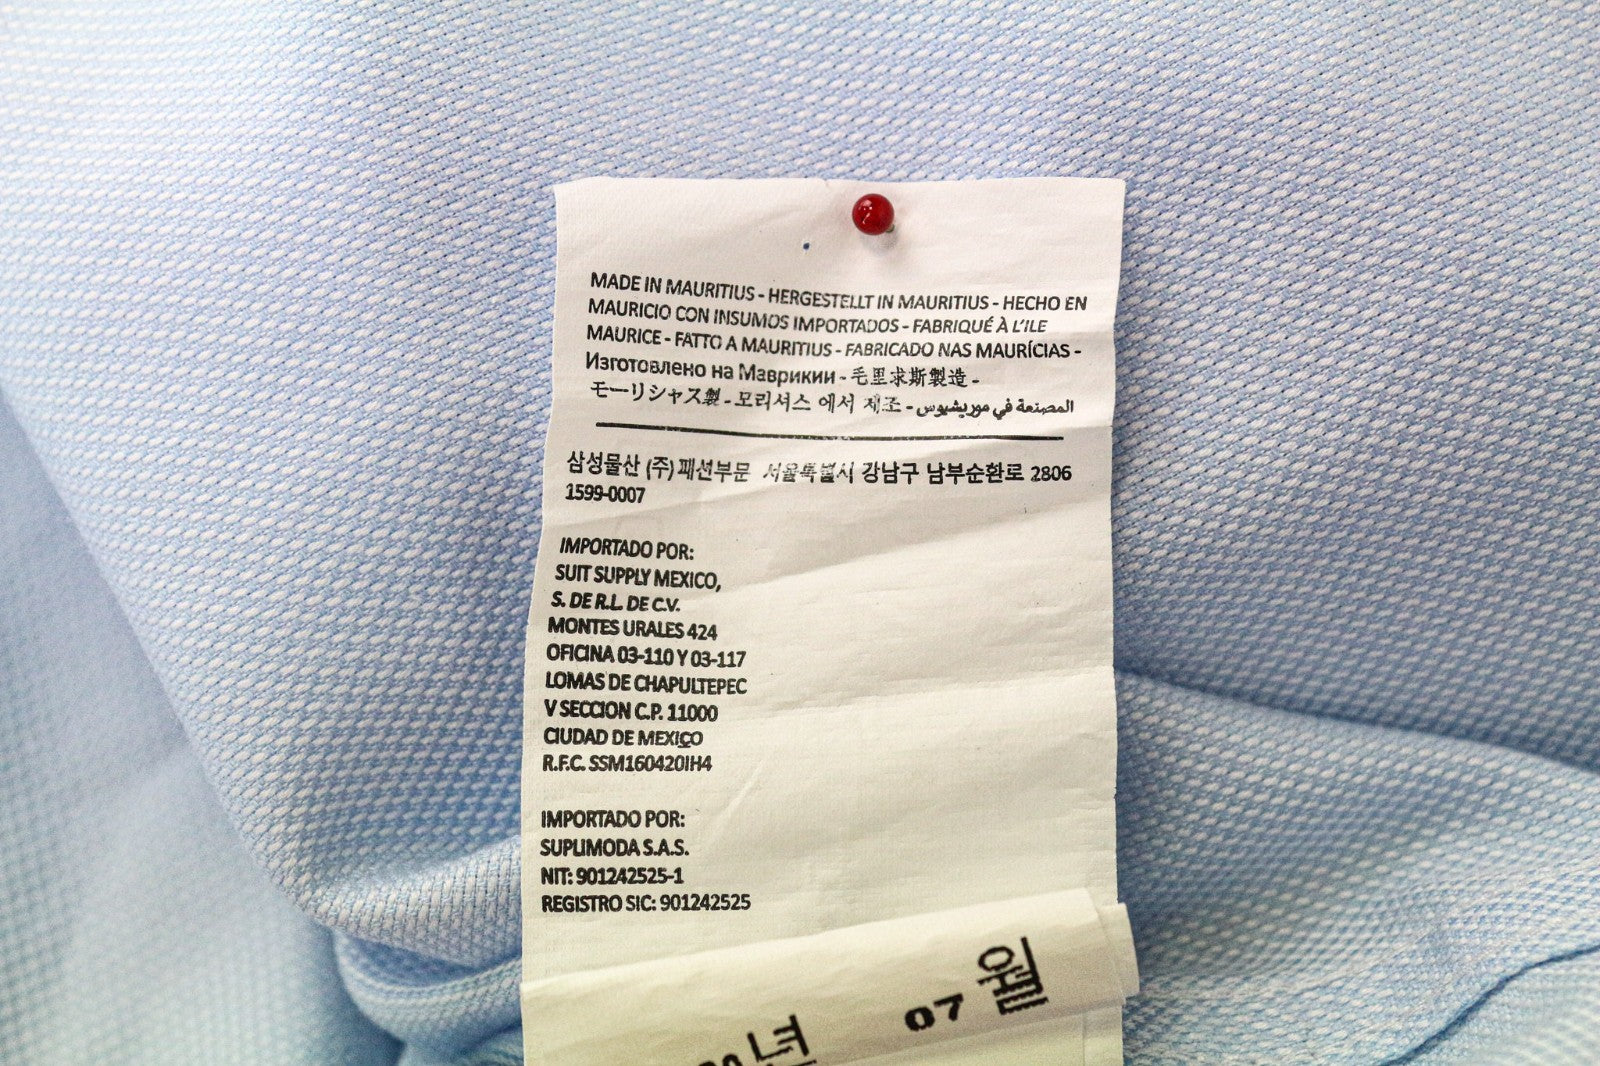 MADE IN MAURITIUS - HERGESTELLT IN MAURITIUS - HECHO EN
MAURICIO CON INSUMOS IMPORTADOS - FABRIQUÉ À L'ILE
MAURICE - FATTO A MAURITIUS - FABRICADO NAS MAURÍCIAS -
Изготовлено на Маврикии - 毛里求斯製造 -
モーリシャス製 - 모리셔스 에서 제조 - المصنعة في موريشيوس
삼성물산 (주) 패션부문 서울특별시 강남구 남부순환로 2806
1599-0007
IMPORTADO POR:
SUIT SUPPLY MEXICO,
S. DE R.L. DE C.V.
MONTES URALES 424
OFICINA 03-110 Y 03-117
LOMAS DE CHAPULTEPEC
V SECCION C.P. 11000
CIUDAD DE MEXICO
R.F.C. SSM160420IH4
IMPORTADO POR:
SUPLIMODA S.A.S.
NIT: 901242525-1
REGISTRO SIC: 901242525
년 07 월